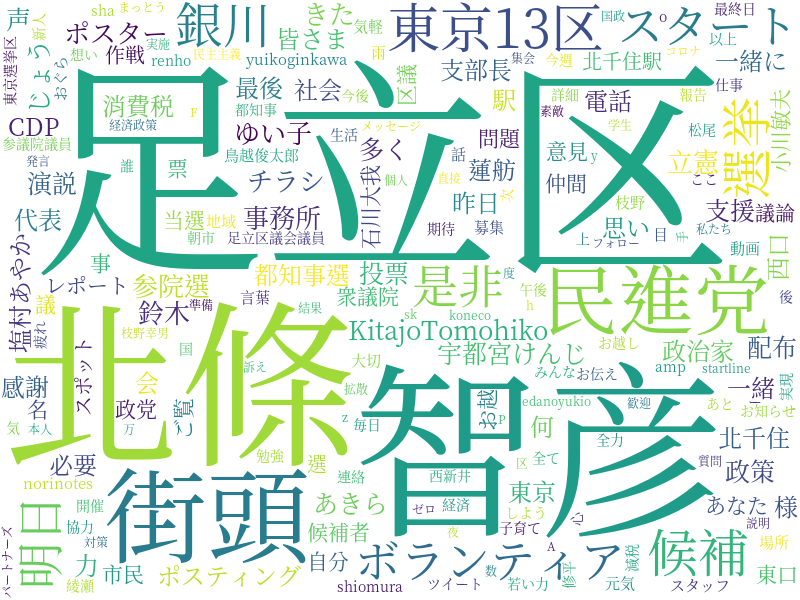 足立区
北條
智彦
街頭
民進党
東京13区
銀川
スタート
選挙
候補
ボランティア
明日
是非
KitajoTomohiko
宇都宮けんじ
声
sha
まっとう
ポスター
きた
皆さま
気軽
雨
国政
o
最終日
コロナ
以上
東京選挙区
新人
じょう
おぐら
想い
作戦
実施
renho
民主主義
yuikoginkawa
今後
集会
今週
支部長
区議
北千住駅
一緒に
詳細
仕事
報告
消費税
最後
社会
都知事
駅
電話
素敵
CDP
F
経済政策
ゆい子
生活
メッセージ
問題
学生
松尾
小川敏夫
参議院議員
発言
誰
票
鳥越俊太郎
多く
話
意見
y
立憲
枝野
ここ
演説
チラシ
石川大我
個人
直接
蓮舫
次
仲間
代表
当選
地域
事務所
昨日
期待
募集
思い
上
フォロー
目
手
支援
議論
私たち
塩村あやか
朝市
足立区議会議員
西口
動画
事
都知事選
投票
度
午後
後
レポート
参院選
言葉
衆議院
h
議
鈴木
準備
結果
sk
koneco
疲れ
スポット
枝野幸男
国
訴え
大切
みんな
お伝え
お越し
政治家
配布
感謝
会
amp
startline
実現
名
政党
ご覧
拡散
お越
P
edanoyukio
歓迎
あと
一緒
お知らせ
気
本人
万
z
毎日
何
全力
北千住
必要
選
勉強
連絡
西新井
区
全て
質問
政策
norinotes
開催
あきら
ゼロ
経済
東京
しよう
心
あなた
様
協力
候補者
夜
A
子育て
説明
パートナーズ
対策
力
市民
自分
減税
場所
綾瀬
ポスティング
shiomura
ツイート
数
若い力
修平
元気
スタッフ
東口